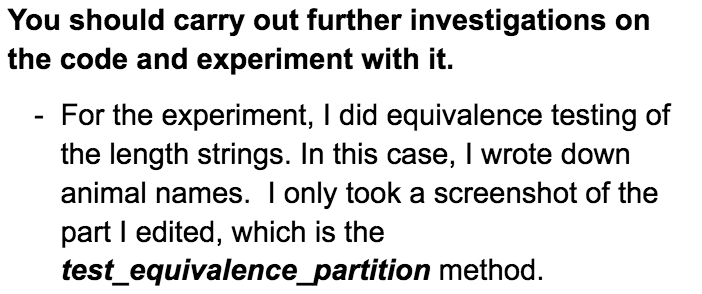 You should carry out further investigations on
the code and experiment with it.
- For the experiment, I did equivalence testing of
the length strings. In this case, I wrote down
animal names.  I only took a screenshot of the
part I edited, which is the
test_equivalence_partition method.